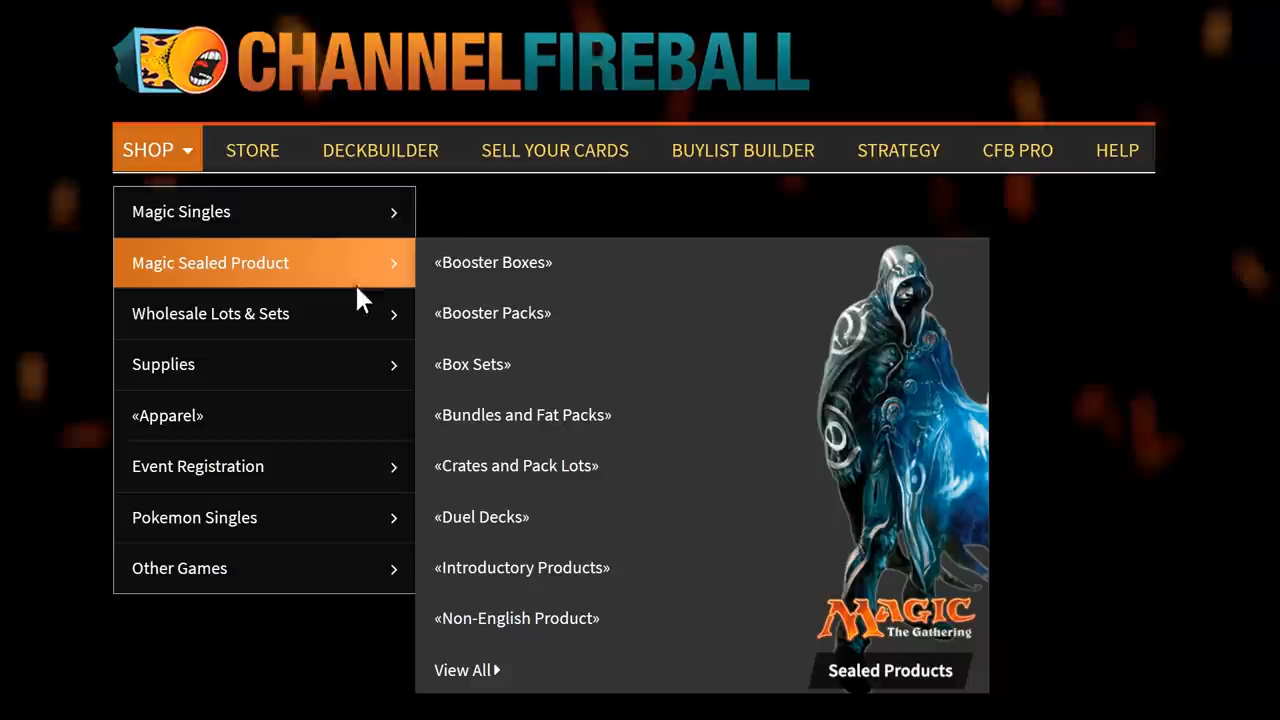 CHANNELFIREBALL
SHOP STORE DECKBUILDER SELL YOUR CARDS BUYLIST BUILDER STRATEGY CFB PRO HELP
Magic Singles
Magic Sealed Product
Wholesale Lots & Sets
Supplies
«Apparel»
Event Registration
Pokemon Singles
Other Games
«Booster Boxes»
«Booster Packs»
«Box Sets»
«Bundles and Fat Packs»
«Crates and Pack Lots»
«Duel Decks»
«Introductory Products»
«Non-English Product»
View All
MAGIC
The Gathering
Sealed Products